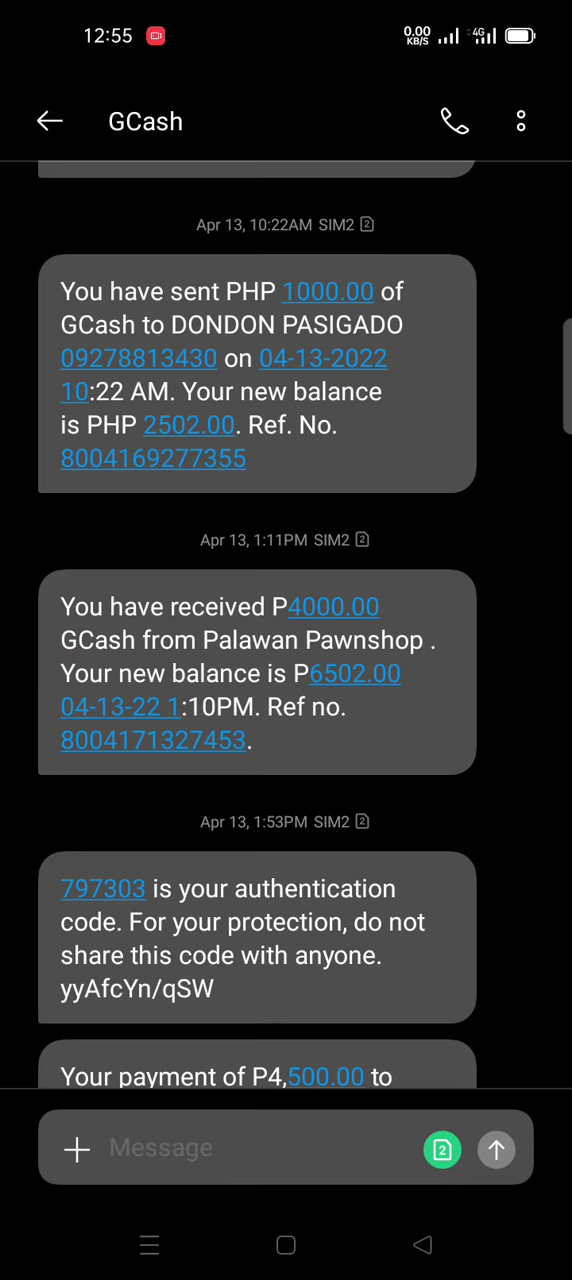 12:55
0.00
KB/S
4G
GCash
Apr 13, 10:22AM SIM2 2
You have sent PHP 1000.00 of
GCash to DONDON PASIGADO
09278813430 on 04-13-2022
10:22 AM. Your new balance
is PHP 2502.00. Ref. No.
8004169277355
Apr 13, 1:11PM SIM2 2
You have received P4000.00
GCash from Palawan Pawnshop .
Your new balance is P6502.00
04-13-22 1:10PM. Ref no.
8004171327453.
Apr 13, 1:53PM SIM2 2
797303 is your authentication
code. For your protection, do not
share this code with anyone.
yyAfcYn/qSW
Your payment of P4,500.00 to
Message
2